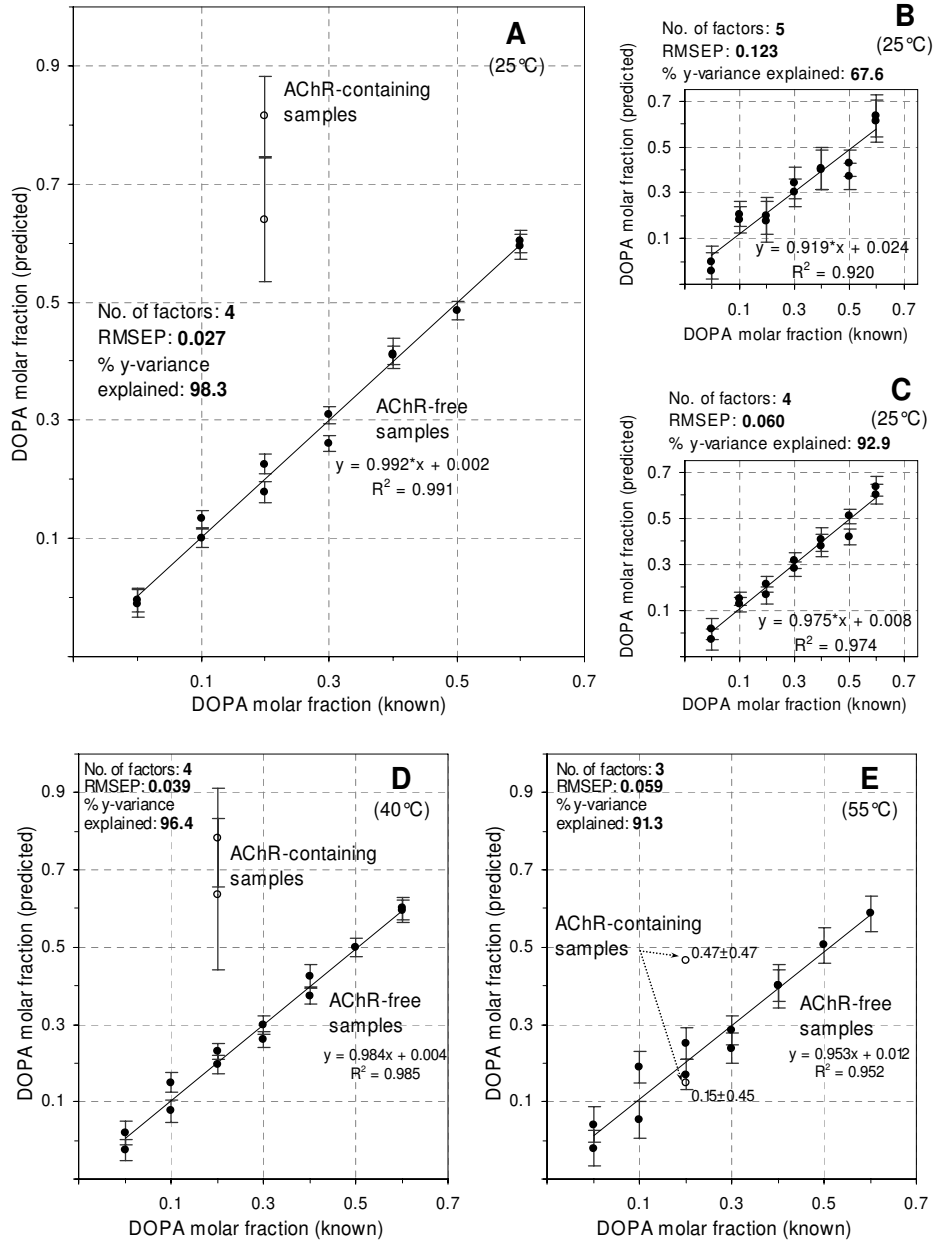 A
(25°C)
AChR-containing
samples
No. of factors: 4
RMSEP: 0.027
% y-variance
explained: 98.3
AChR-free
samples
y = 0.992*x + 0.002
R² = 0.991
0.9
0.7
0.5
0.3
0.1
0.1
0.3
0.5
0.7
DOPA molar fraction (predicted)
DOPA molar fraction (known)
No. of factors: 5
RMSEP: 0.123
% y-variance explained: 67.6
B
(25°C)
0.7
0.5
0.3
0.1
y = 0.919*x + 0.024
R² = 0.920
0.1
0.3
0.5
0.7
DOPA molar fraction (predicted)
DOPA molar fraction (known)
No. of factors: 4
RMSEP: 0.060
% y-variance explained: 92.9
C
(25°C)
0.7
0.5
0.3
0.1
y = 0.975*x + 0.008
R² = 0.974
0.1
0.3
0.5
0.7
DOPA molar fraction (predicted)
DOPA molar fraction (known)
No. of factors: 4
RMSEP: 0.039
% y-variance
explained: 96.4
D
(40°C)
AChR-containing
samples
AChR-free
samples
y = 0.984x + 0.004
R² = 0.985
0.9
0.7
0.5
0.3
0.1
0.1
0.3
0.5
0.7
DOPA molar fraction (predicted)
DOPA molar fraction (known)
No. of factors: 3
RMSEP: 0.059
% y-variance
explained: 91.3
E
(55°C)
AChR-containing
samples
0.47±0.47
AChR-free
samples
y = 0.953x + 0.012
R² = 0.952
0.15±0.45
0.9
0.7
0.5
0.3
0.1
0.1
0.3
0.5
0.7
DOPA molar fraction (predicted)
DOPA molar fraction (known)